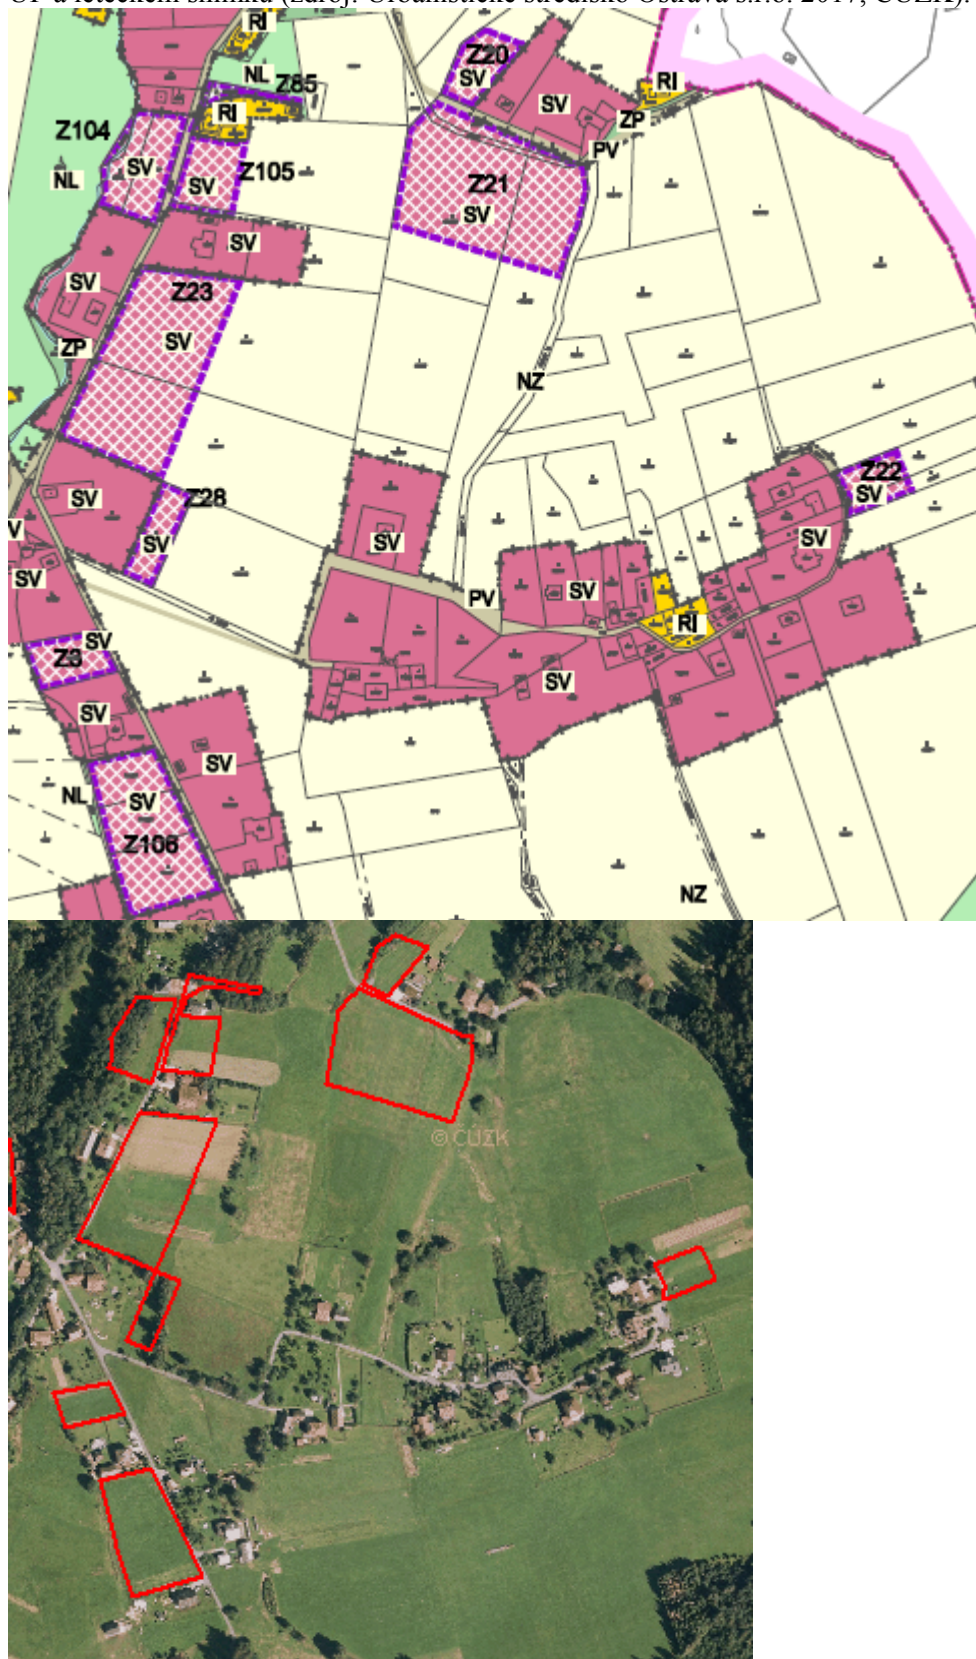 ÚP a leteckém snímku (zdroj: Urbanistické středisko Ostrava s.r.o. 2017, ČÚZK).
RI
Z20
NL
Z85
SV
RI
SV
RI
ZP
Z104
PV
SV
Z105
NL
SV
Z21
SV
SV
SV
Z23
SV
ZP
NZ
Z22
SV
Z28
SV
V
SV
SV
SV
SV
SV
PV
RI
SV
Z3
SV
SV
SV
NL
SV
Z106
NZ
© ČÚZK